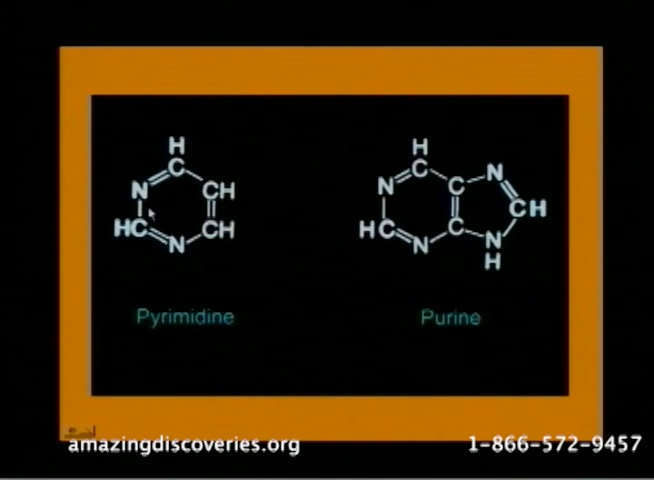 H
C
N
CH
HC
CH
N
Pyrimidine
H
C
N
C
N
CH
HC
C
N
N
H
Purine
amazingdiscoveries.org
1-866-572-9457